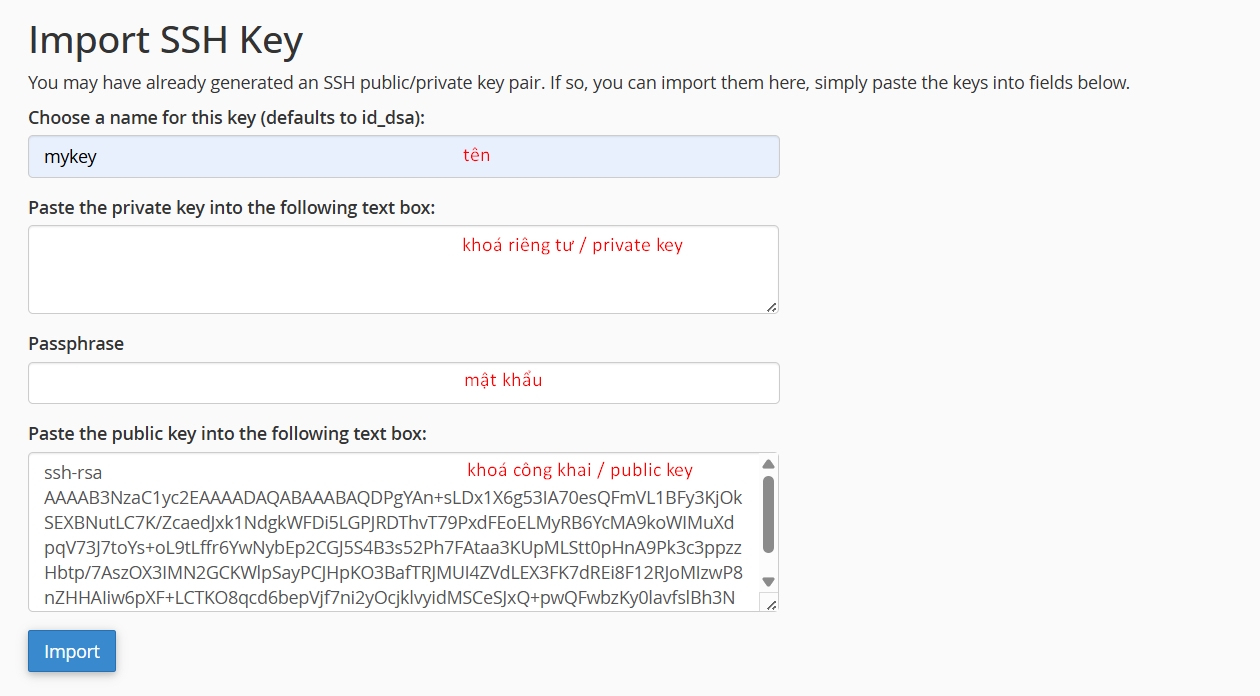 Import SSH Key
You may have already generated an SSH public/private key pair. If so, you can import them here, simply paste the keys into fields below.
Choose a name for this key (defaults to id_dsa):
mykey tên
Paste the private key into the following text box:
khoá riêng tư / private key
Passphrase
mật khẩu
Paste the public key into the following text box:
ssh-rsa khoá công khai / public key
AAAAB3NzaC1yc2EAAAADAQABAAABAQDPgYAn+sLDx1X6g53IA70esQFmVL1BFy3KjOk
SEXBNutLC7K/ZcaedJxk1NdgkWFDi5LGPJRDThvT79PxdFEoELMyRB6YcMA9koWIMuXd
pqV73J7toYs+oL9tLffr6YwNybEp2CGJ5S4B3s52Ph7FAtaa3KUpMLStt0pHnA9Pk3c3ppzz
Hbtp/7AszOX3IMN2GCKWlpSayPCJHpKO3BafTRJMUI4ZVdLEX3FK7dREi8F12RJoMIzwP8
nZHHAIiw6pXF+LCTKO8qcd6bepVjf7ni2yOcjklvyidMSCeSJxQ+pwQFwbzKy0lavfslBh3N
Import